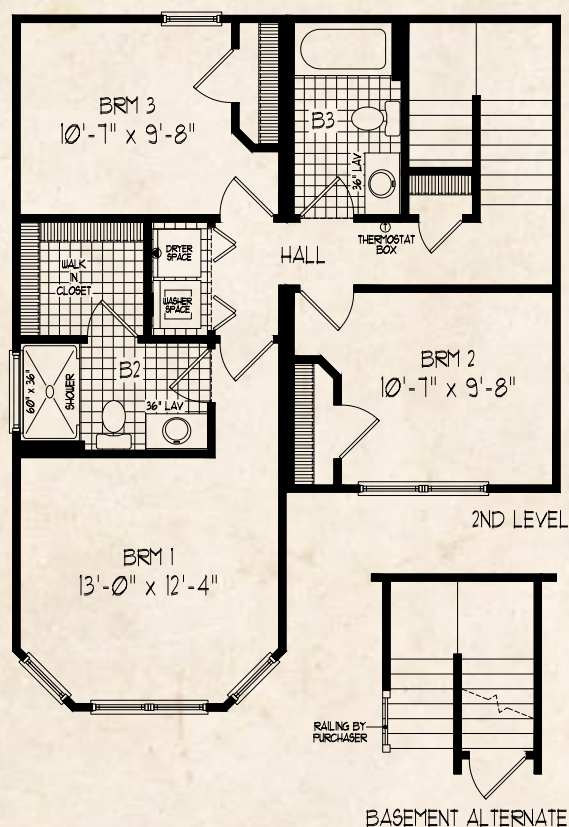 BRM 3
10'-7" x 9'-8"
B3
36" LAV
THERMOSTAT
BOX
HALL
DRYER
SPACE
WASHER
SPACE
WALK
IN
CLOSET
B2
60" x 36"
SHOWER
36" LAV
BRM 2
10'-7" x 9'-8"
2ND LEVEL
BRM 1
13'-0" x 12'-4"
RAILING BY
PURCHASER
BASEMENT ALTERNATE